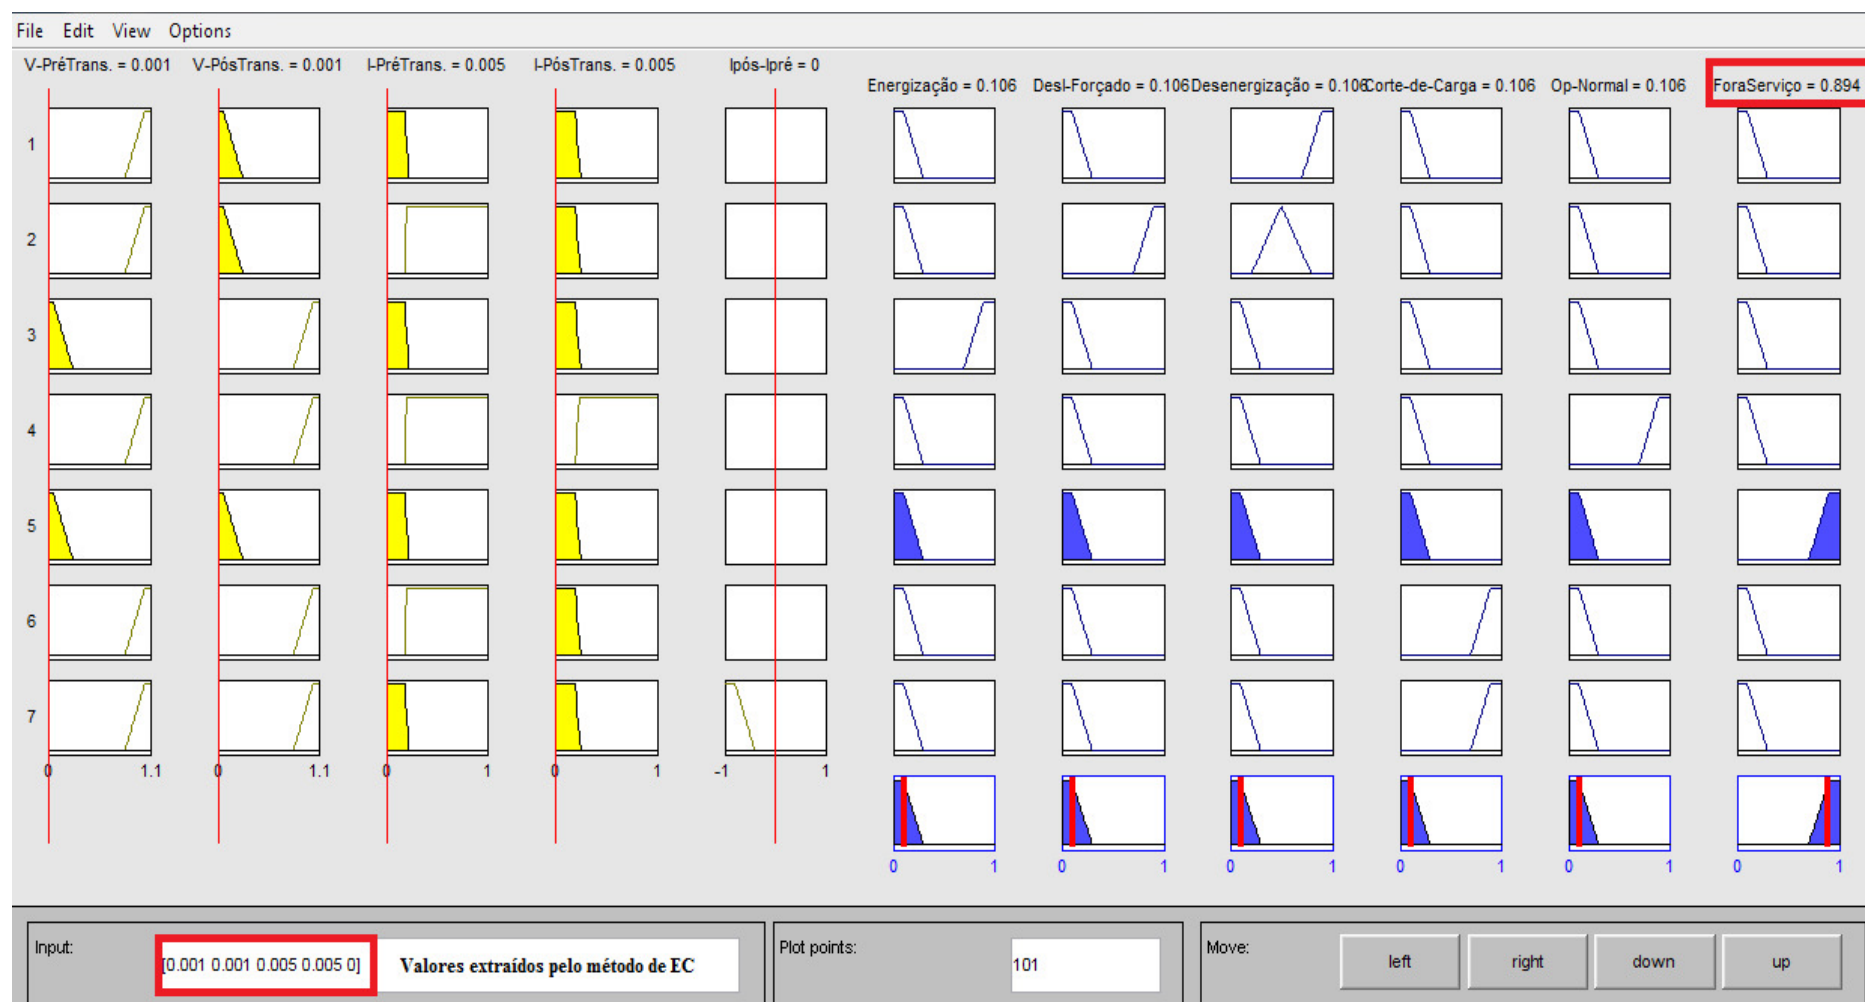 File Edit View Options
V-PréTrans. = 0.001 V-PósTrans. = 0.001 I-PréTrans. = 0.005 I-PósTrans. = 0.005 Ipós-Ipré = 0
Energização = 0.106 Desl-Forçado = 0.106 Desenergização = 0.106 Corte-de-Carga = 0.106 Op-Normal = 0.106 ForaServiço = 0.894
1
2
3
4
5
6
7
0 1.1 0 1.1 0 1 0 1 -1 1
0 1 0 1 0 1 0 1 0 1 0 1
Input: [0.001 0.001 0.005 0.005 0] Valores extraídos pelo método de EC Plot points: 101 Move: left right down up